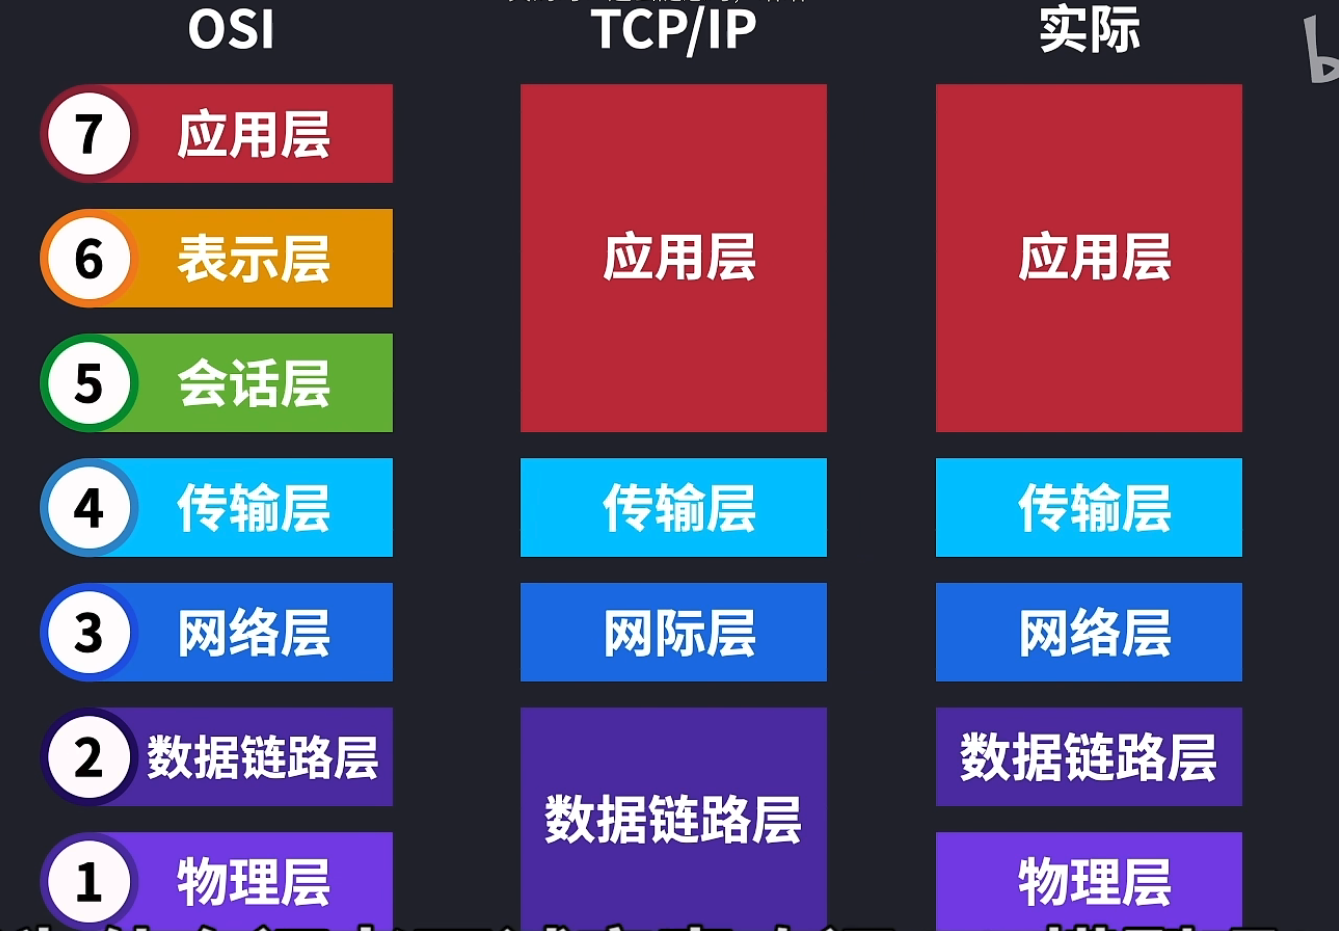 OSI
TCP/IP
实际
7 应用层
6 表示层
5 会话层
4 传输层
3 网络层
2 数据链路层
1 物理层
应用层
传输层
网际层
数据链路层
应用层
传输层
网络层
数据链路层
物理层